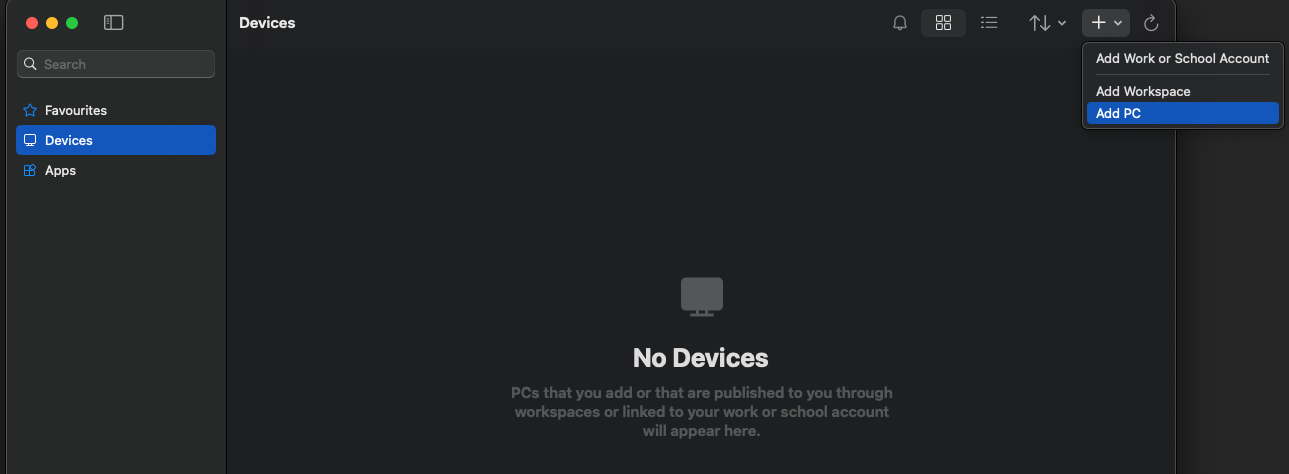 Devices
Search
Favourites
Devices
Apps
Add Work or School Account
Add Workspace
Add PC
No Devices
PCs that you add or that are published to you through
workspaces or linked to your work or school account
will appear here.